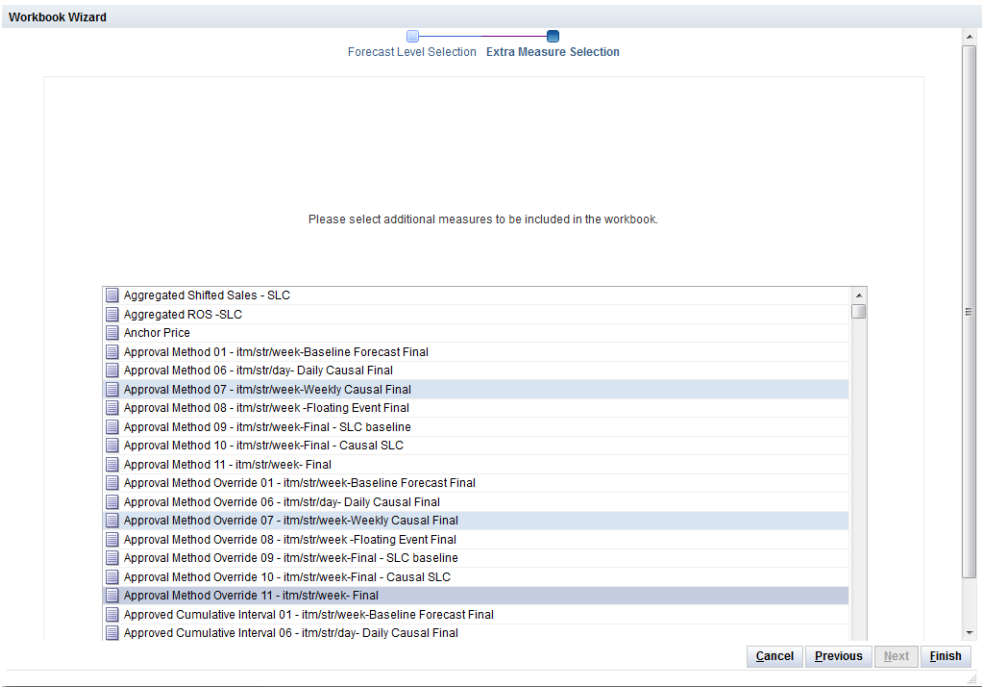 Workbook Wizard
Forecast Level Selection Extra Measure Selection
Please select additional measures to be included in the workbook.
Aggregated Shifted Sales - SLC
Aggregated ROS -SLC
Anchor Price
Approval Method 01 - itm/str/week-Baseline Forecast Final
Approval Method 06 - itm/str/day- Daily Causal Final
Approval Method 07 - itm/str/week-Weekly Causal Final
Approval Method 08 - itm/str/week -Floating Event Final
Approval Method 09 - itm/str/week-Final - SLC baseline
Approval Method 10 - itm/str/week-Final - Causal SLC
Approval Method 11 - itm/str/week- Final
Approval Method Override 01 - itm/str/week-Baseline Forecast Final
Approval Method Override 06 - itm/str/day- Daily Causal Final
Approval Method Override 07 - itm/str/week-Weekly Causal Final
Approval Method Override 08 - itm/str/week -Floating Event Final
Approval Method Override 09 - itm/str/week-Final - SLC baseline
Approval Method Override 10 - itm/str/week-Final - Causal SLC
Approval Method Override 11 - itm/str/week- Final
Approved Cumulative Interval 01 - itm/str/week-Baseline Forecast Final
Approved Cumulative Interval 06 - itm/str/day- Daily Causal Final
Cancel Previous Next Finish